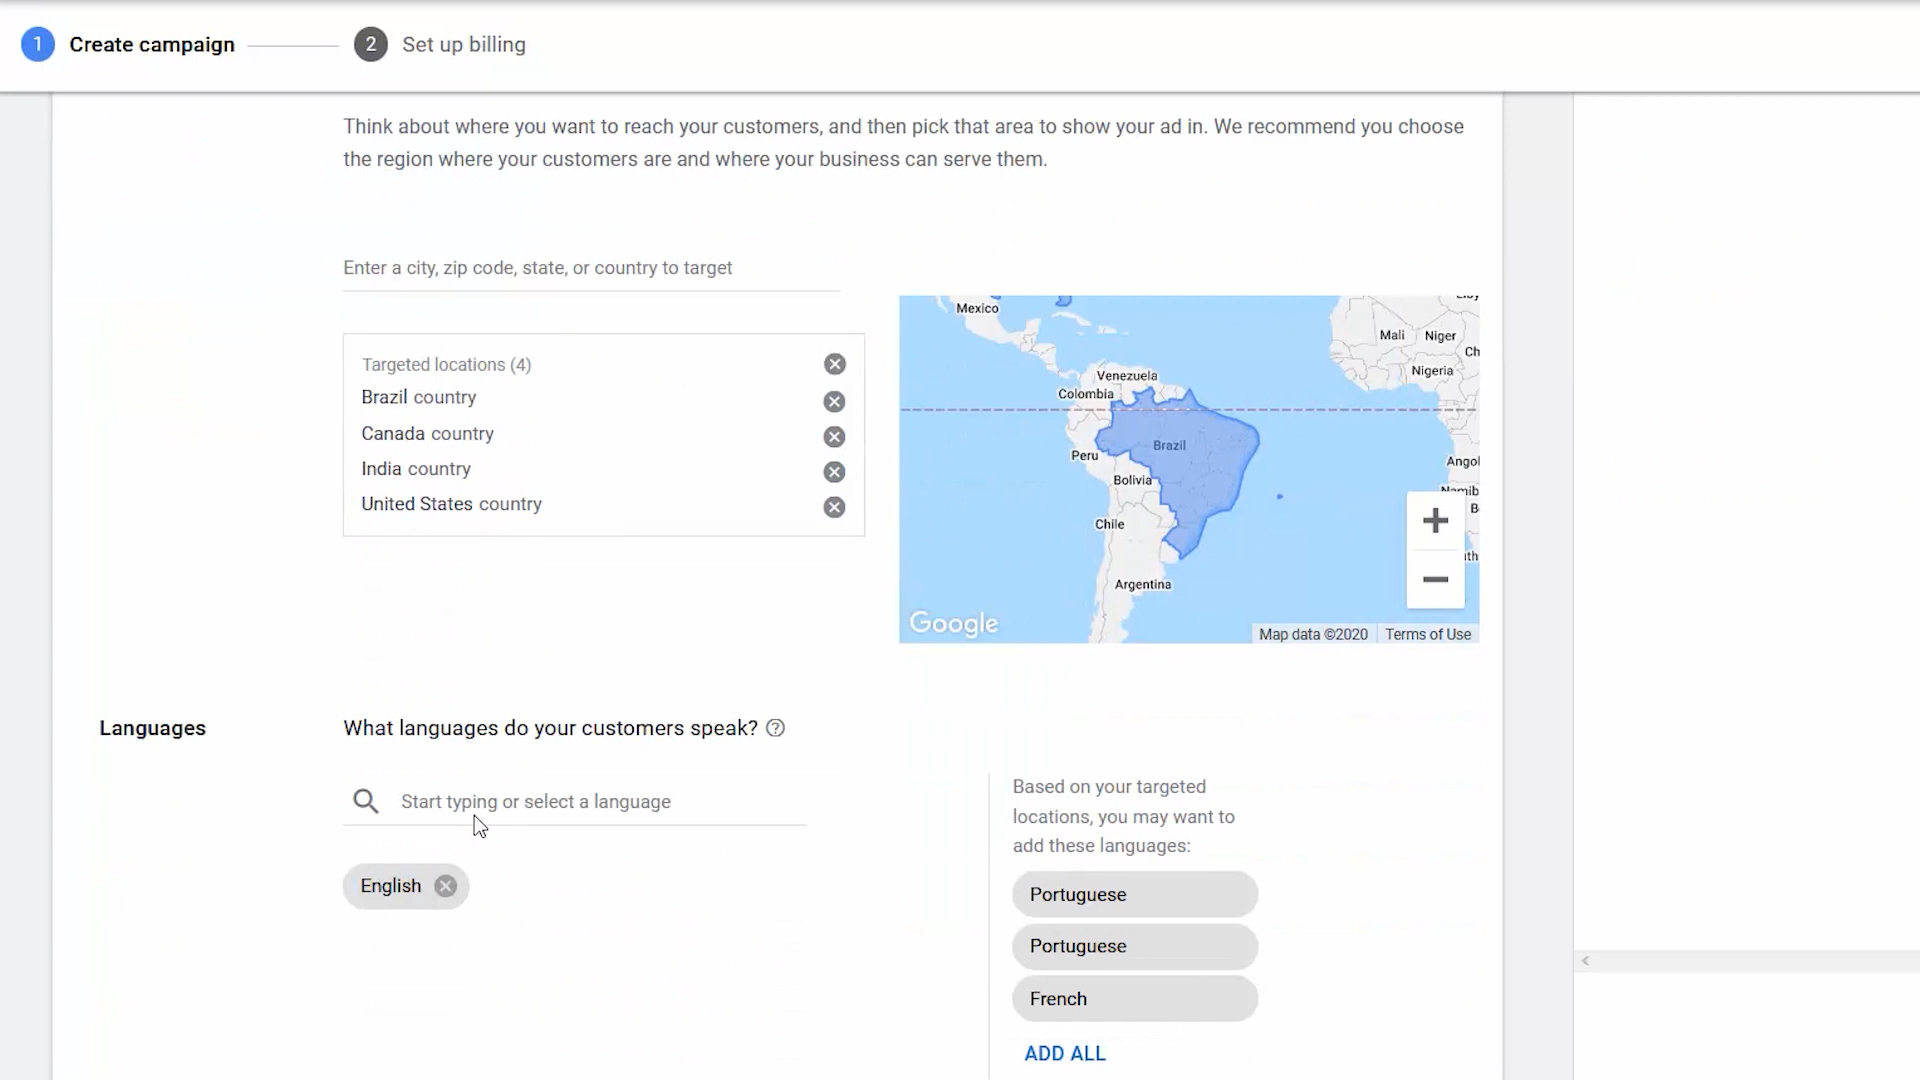 1 Create campaign
2 Set up billing
Think about where you want to reach your customers, and then pick that area to show your ad in. We recommend you choose
the region where your customers are and where your business can serve them.
Enter a city, zip code, state, or country to target
Targeted locations (4)
Brazil country
Canada country
India country
United States country
Mexico
Mali
Niger
Ch
Nigeria
Venezuela
Colombia
Brazil
Peru
Angol
Bolivia
Namib
B
Chile
Argentina
Google
Map data ©2020
Terms of Use
Languages
What languages do your customers speak?
Start typing or select a language
English
Based on your targeted
locations, you may want to
add these languages:
Portuguese
Portuguese
French
ADD ALL